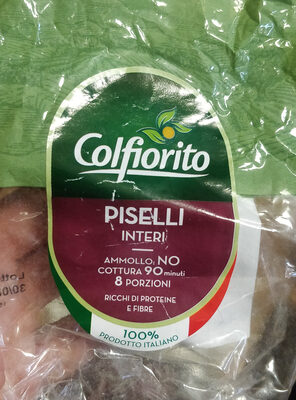 Colfiorito
PISELLI
INTERI
AMMOLLO: NO
COTTURA 90 minuti
8 PORZIONI
RICCHI DI PROTEINE
E FIBRE
100%
PRODOTTO ITALIANO